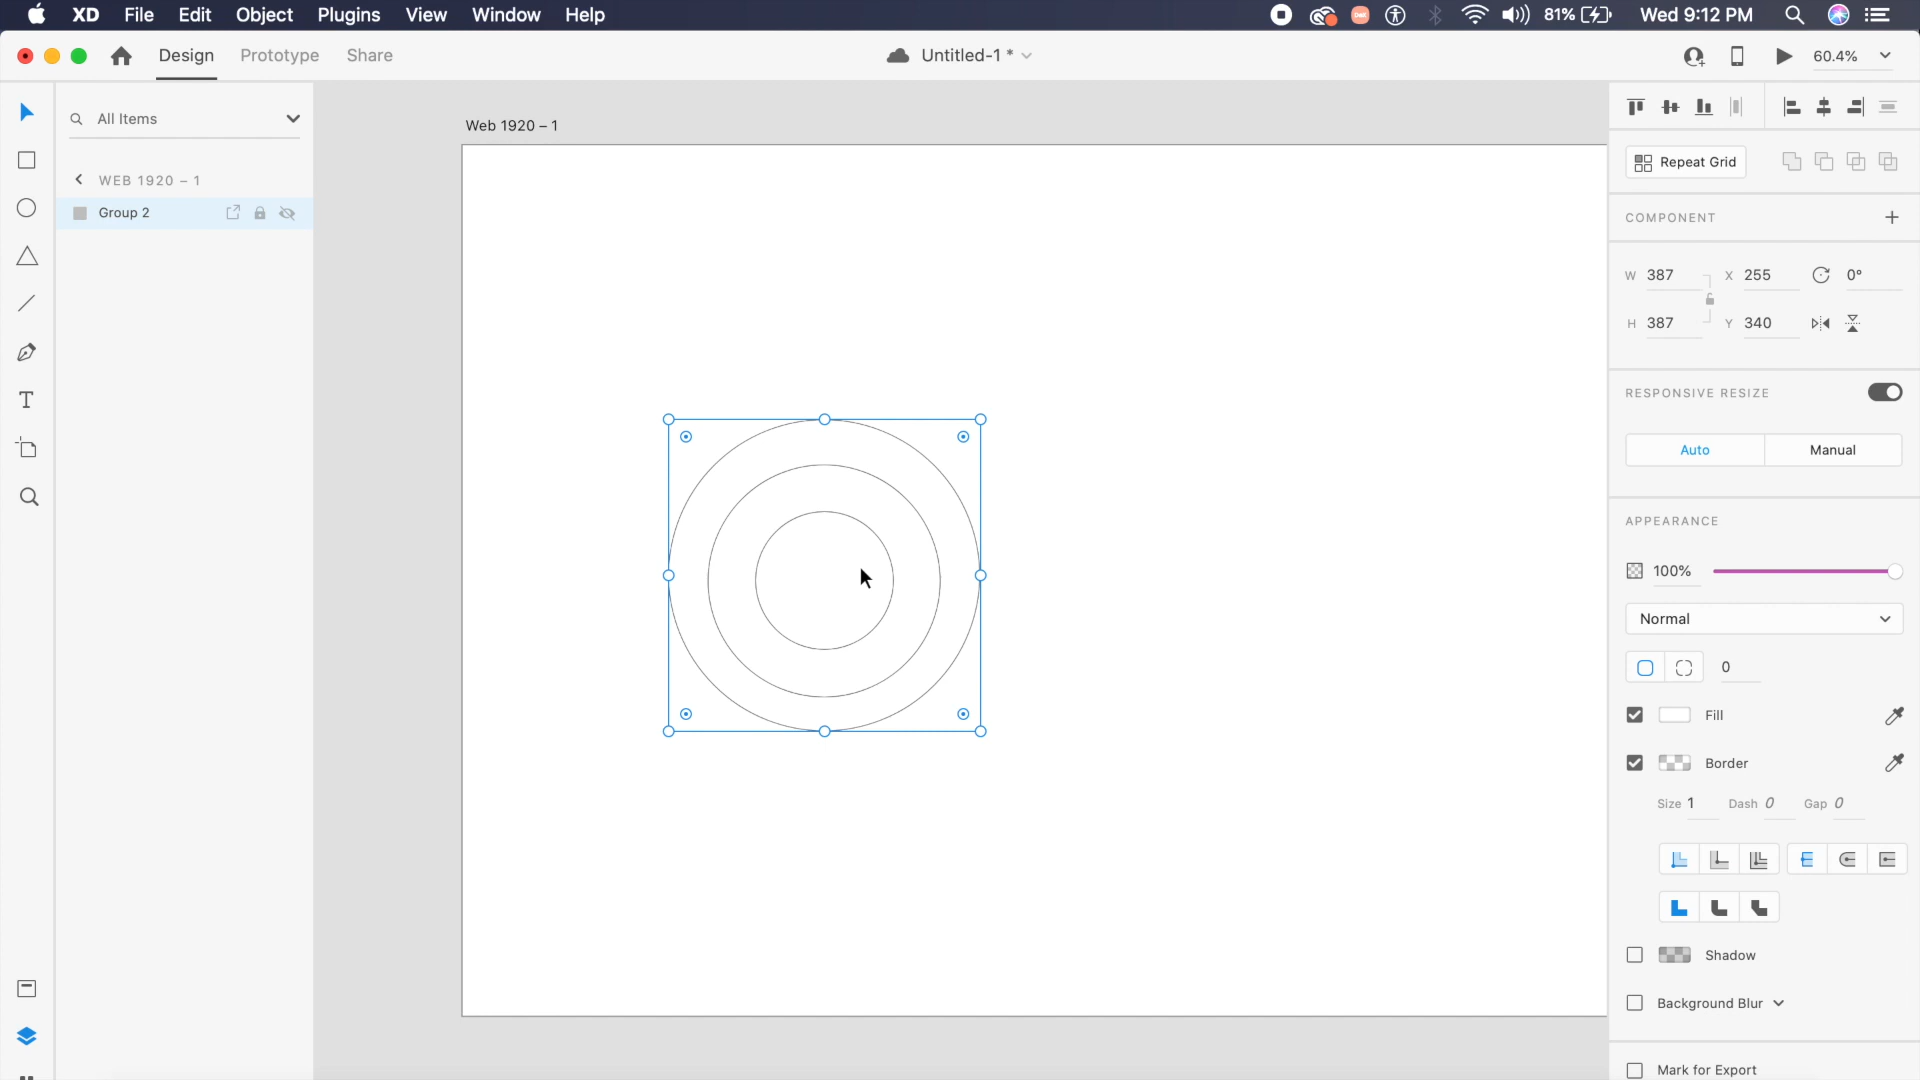 XD File Edit Object Plugins View Window Help 81% Wed 9:12 PM
Design Prototype Share Untitled-1 * 60.4%
All Items
WEB 1920 – 1
Group 2
Web 1920 – 1
Repeat Grid
COMPONENT
W 387 X 255 0°
H 387 Y 340
RESPONSIVE RESIZE
Auto Manual
APPEARANCE
100%
Normal
0
Fill
Border
Size 1 Dash 0 Gap 0
Shadow
Background Blur
Mark for Export